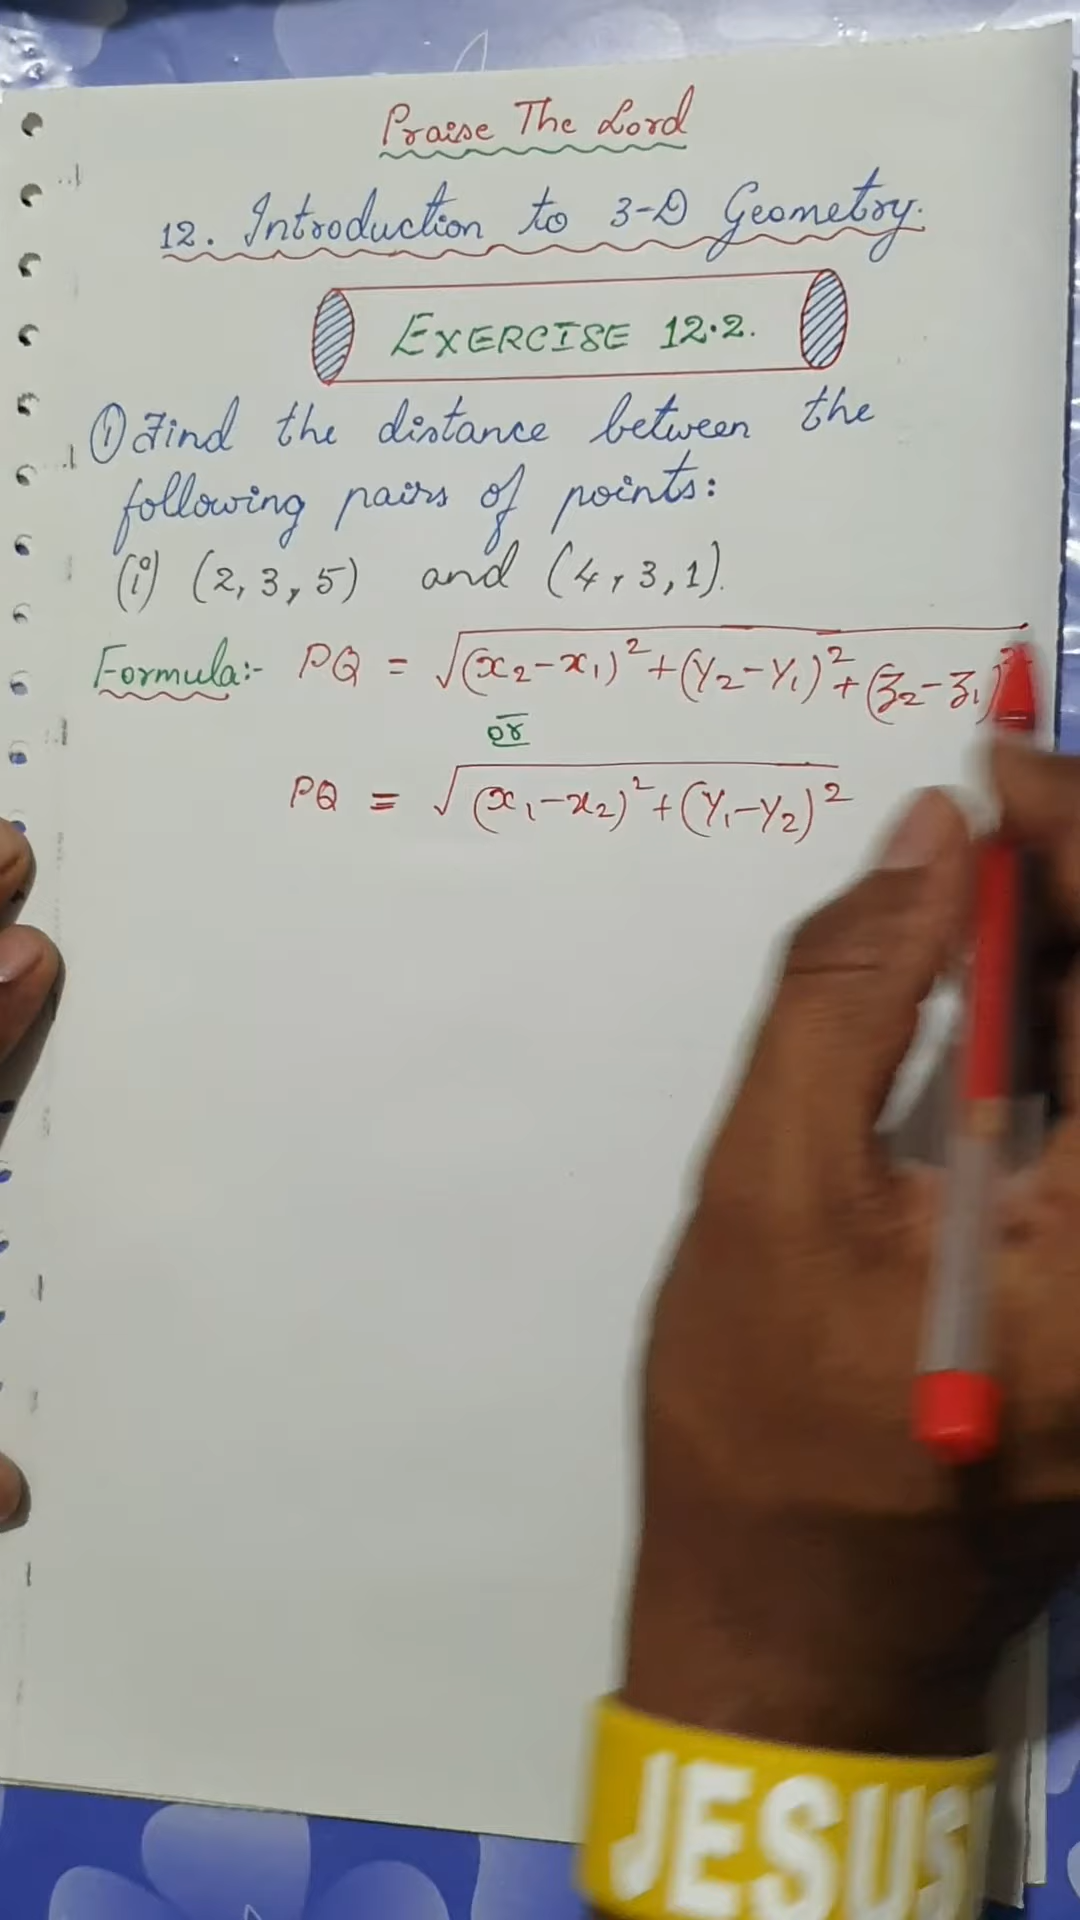 Praise The Lord
12. Introduction to 3-D Geometry.
EXERCISE 12.2.
① Find the distance between the
following pairs of points:
(i) (2, 3, 5) and (4, 3, 1).
Formula:- PQ = √(x₂-x₁)²+(y₂-y₁)²+(z₂-z₁)²
or
PQ = √(x₁-x₂)²+(y₁-y₂)²
JESUS